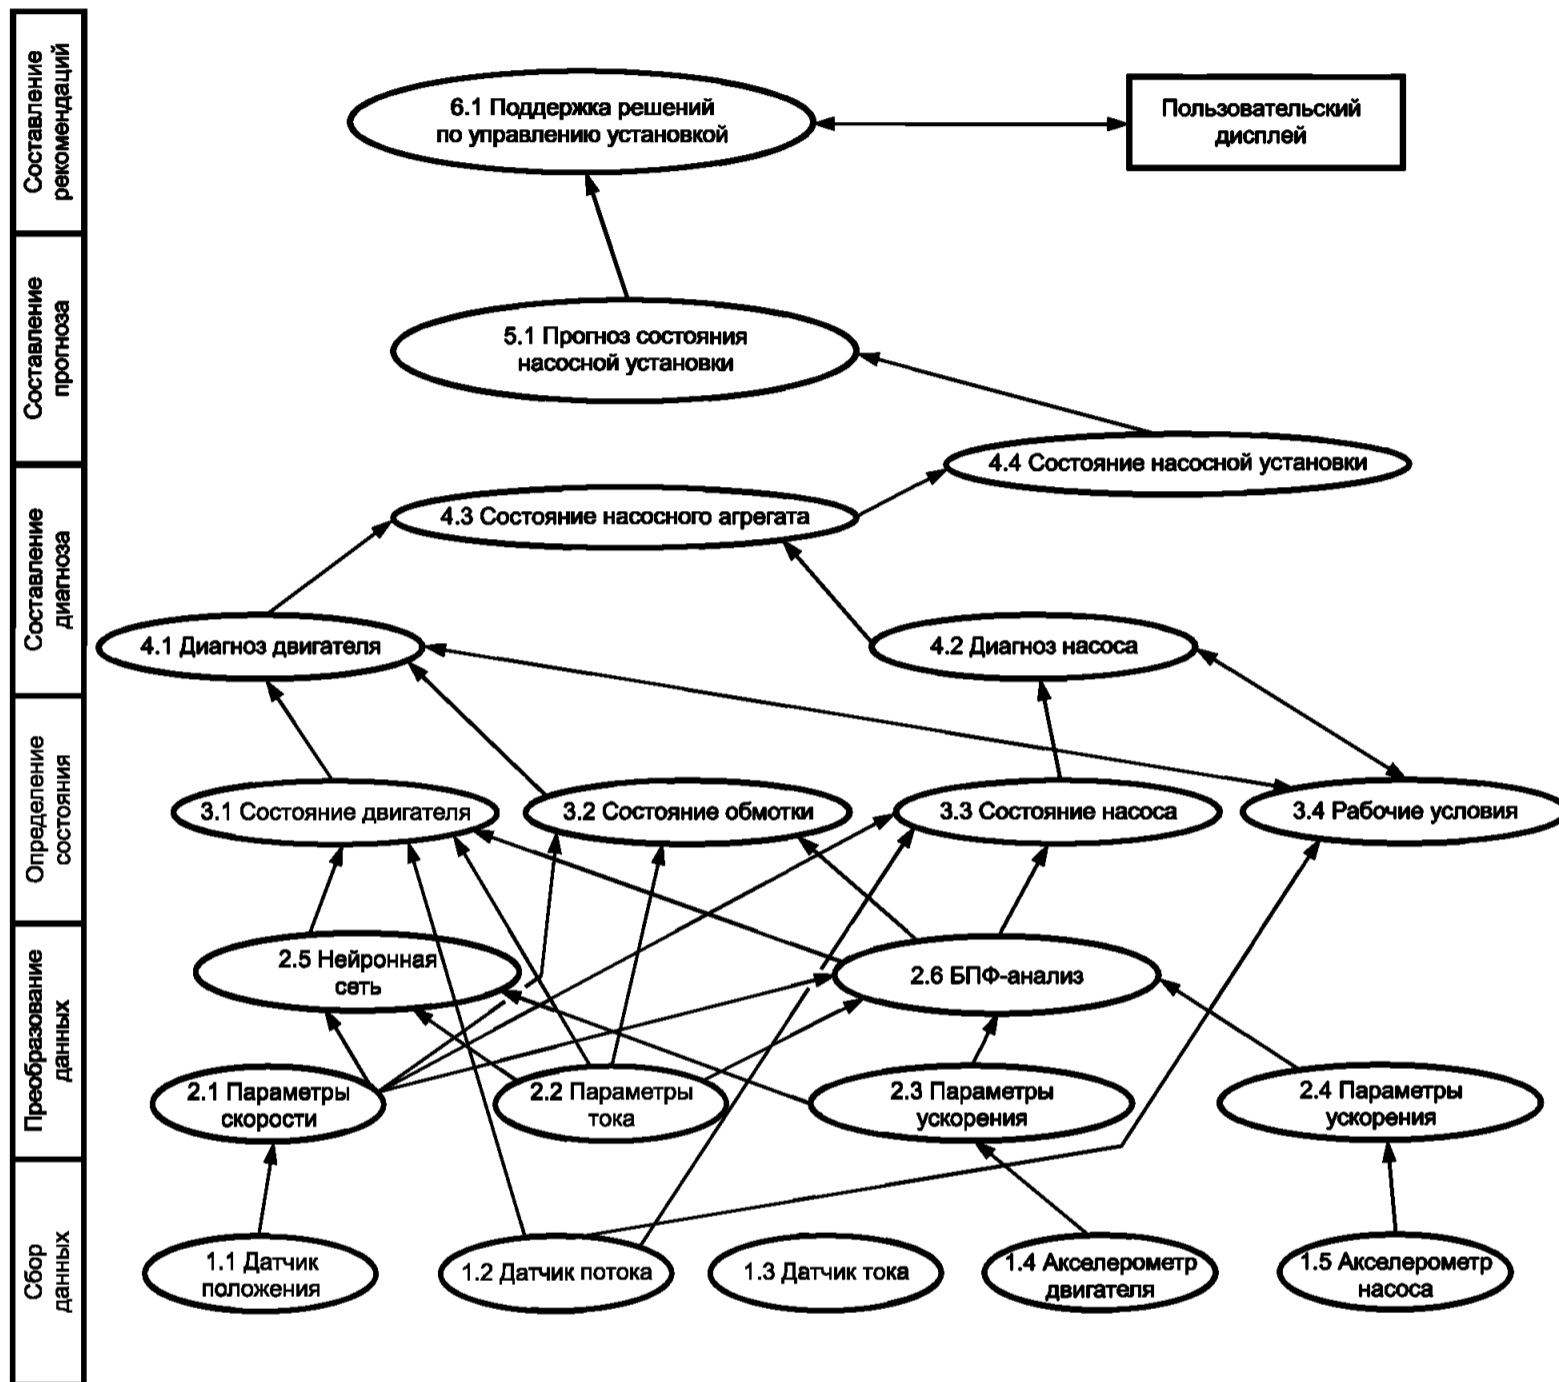 Составление
рекомендаций
6.1 Поддержка решений
по управлению установкой
Пользовательский
дисплей
Составление
прогноза
5.1 Прогноз состояния
насосной установки
Составление
диагноза
4.4 Состояние насосной установки
4.3 Состояние насосного агрегата
4.1 Диагноз двигателя
4.2 Диагноз насоса
Определение
состояния
3.1 Состояние двигателя
3.2 Состояние обмотки
3.3 Состояние насоса
3.4 Рабочие условия
Преобразование
данных
2.5 Нейронная
сеть
2.6 БПФ-анализ
2.1 Параметры
скорости
2.2 Параметры
тока
2.3 Параметры
ускорения
2.4 Параметры
ускорения
Сбор
данных
1.1 Датчик
положения
1.2 Датчик потока
1.3 Датчик тока
1.4 Акселерометр
двигателя
1.5 Акселерометр
насоса